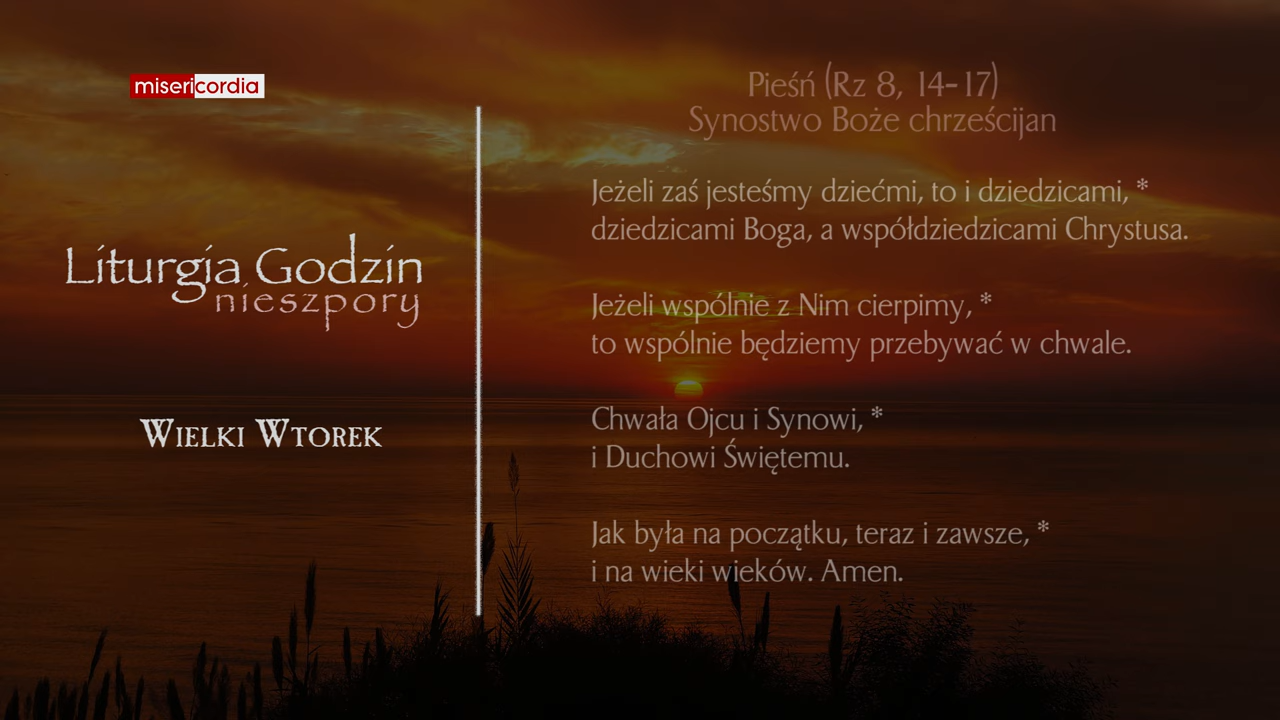 misericordia
Liturgia Godzin
nieszpory
Wielki Wtorek
Pieśń (Rz 8, 14-17)
Synostwo Boże chrześcijan
Jeżeli zaś jesteśmy dziećmi, to i dziedzicami, *
dziedzicami Boga, a współdziedzicami Chrystusa.
Jeżeli wspólnie z Nim cierpimy, *
to wspólnie będziemy przebywać w chwale.
Chwała Ojcu i Synowi, *
i Duchowi Świętemu.
Jak była na początku, teraz i zawsze, *
i na wieki wieków. Amen.